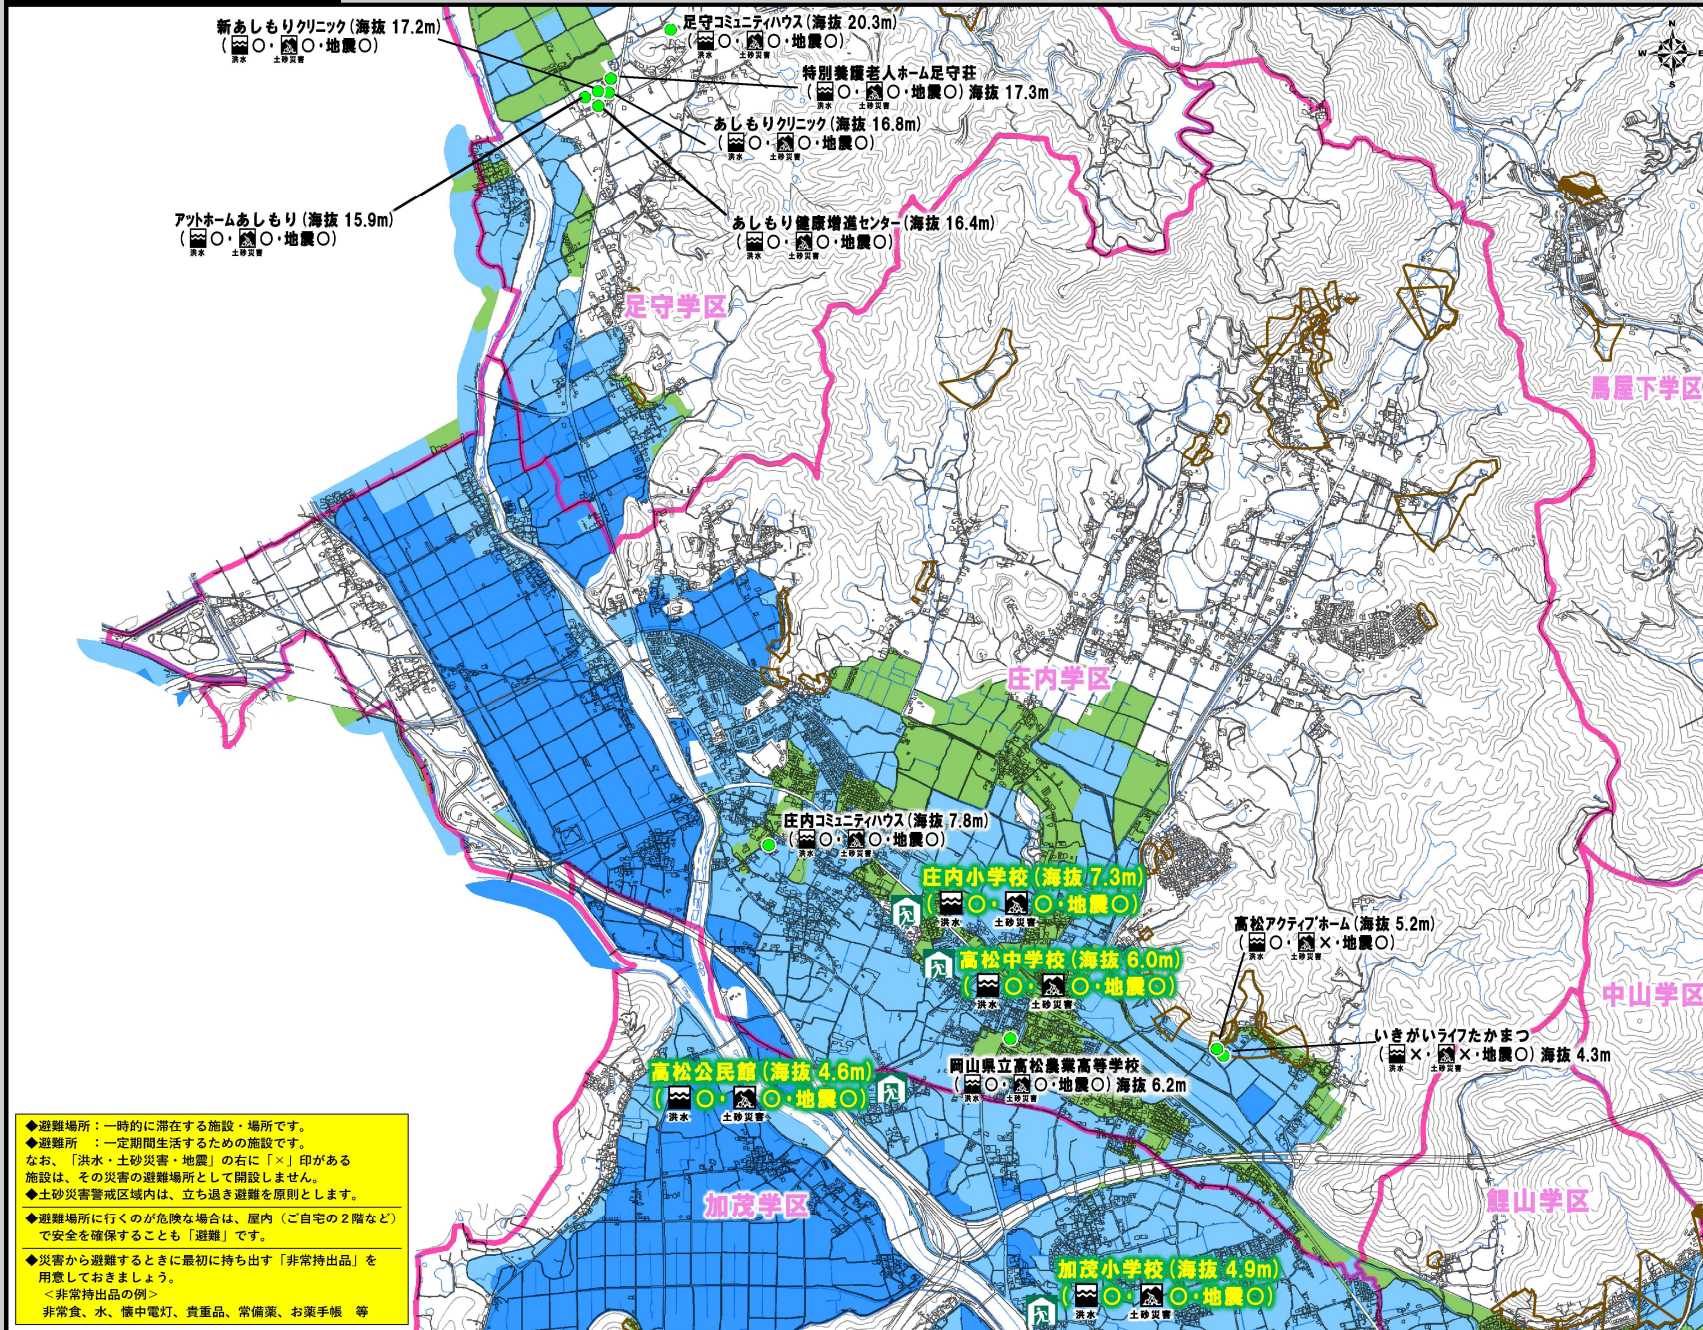 新あしもりクリニック(海抜 17.2m)
(洪水○・土砂災害○・地震○)
足守コミュニティハウス(海抜 20.3m)
(洪水○・土砂災害○・地震○)
特別養護老人ホーム足守荘
(洪水○・土砂災害○・地震○) 海抜 17.3m
あしもりクリニック(海抜 16.8m)
(洪水○・土砂災害○・地震○)
アットホームあしもり(海抜 15.9m)
(洪水○・土砂災害○・地震○)
あしもり健康増進センター(海抜 16.4m)
(洪水○・土砂災害○・地震○)
N
W
E
S
足守学区
馬屋下学区
庄内学区
庄内コミュニティハウス(海抜 7.8m)
(洪水○・土砂災害○・地震○)
庄内小学校(海抜 7.3m)
(洪水○・土砂災害○・地震○)
高松アクティブホーム(海抜 5.2m)
(洪水○・土砂災害×・地震○)
高松中学校(海抜 6.0m)
(洪水○・土砂災害○・地震○)
中山学区
いきがいライフたかまつ
(洪水×・土砂災害×・地震○) 海抜 4.3m
岡山県立高松農業高等学校
(洪水○・土砂災害○・地震○) 海抜 6.2m
高松公民館(海抜 4.6m)
(洪水○・土砂災害○・地震○)
加茂学区
鯉山学区
加茂小学校(海抜 4.9m)
(洪水○・土砂災害○・地震○)
◆避難場所：一時的に滞在する施設・場所です。
◆避難所　：一定期間生活するための施設です。
なお、「洪水・土砂災害・地震」の右に「×」印がある
施設は、その災害の避難場所として開設しません。
◆土砂災害警戒区域内は、立ち退き避難を原則とします。
◆避難場所に行くのが危険な場合は、屋内（ご自宅の２階など）
で安全を確保することも「避難」です。
◆災害から避難するときに最初に持ち出す「非常持出品」を
用意しておきましょう。
＜非常持出品の例＞
非常食、水、懐中電灯、貴重品、常備薬、お薬手帳　等